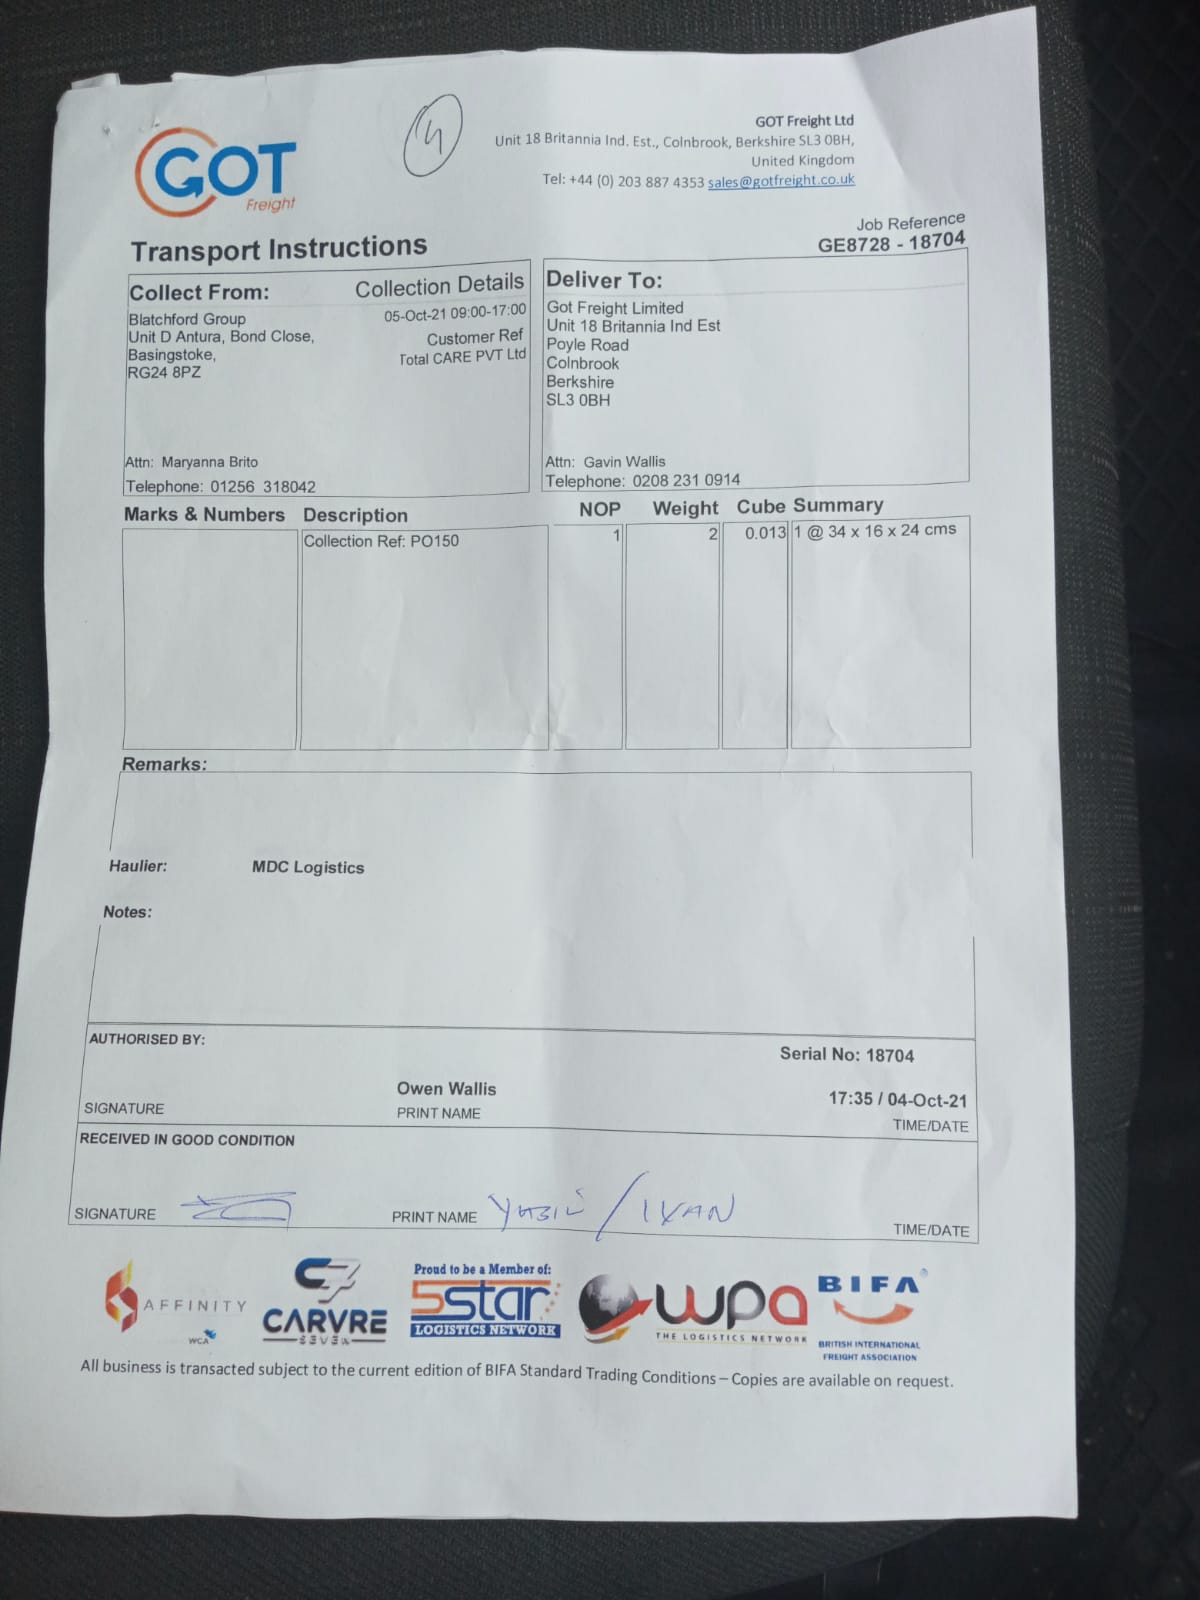 14
GOT
Freight
GOT Freight Ltd
Unit 18 Britannia Ind. Est., Colnbrook, Berkshire SL3 0BH,
United Kingdom
Tel: +44 (0) 203 887 4353 sales@gotfreight.co.uk
Job Reference
GE8728 - 18704
Transport Instructions
Collect From:
Collection Details
Blatchford Group
05-Oct-21 09:00-17:00
Unit D Antura, Bond Close,
Customer Ref
Basingstoke,
Total CARE PVT Ltd
RG24 8PZ
Attn: Maryanna Brito
Telephone: 01256 318042
Deliver To:
Got Freight Limited
Unit 18 Britannia Ind Est
Poyle Road
Colnbrook
Berkshire
SL3 0BH
Attn: Gavin Wallis
Telephone: 0208 231 0914
Marks & Numbers Description NOP Weight Cube Summary
Collection Ref: PO150 1 2 0.013 1 @ 34 x 16 x 24 cms
Remarks:
Haulier: MDC Logistics
Notes:
AUTHORISED BY:
Serial No: 18704
Owen Wallis
17:35 / 04-Oct-21
SIGNATURE PRINT NAME TIME/DATE
RECEIVED IN GOOD CONDITION
SIGNATURE PRINT NAME / IVAN TIME/DATE
AFFINITY
WCA
C7
CARVRE
SEVEN
Proud to be a Member of:
5star
LOGISTICS NETWORK
wpa
THE LOGISTICS NETWORK
BIFA
BRITISH INTERNATIONAL
FREIGHT ASSOCIATION
All business is transacted subject to the current edition of BIFA Standard Trading Conditions – Copies are available on request.